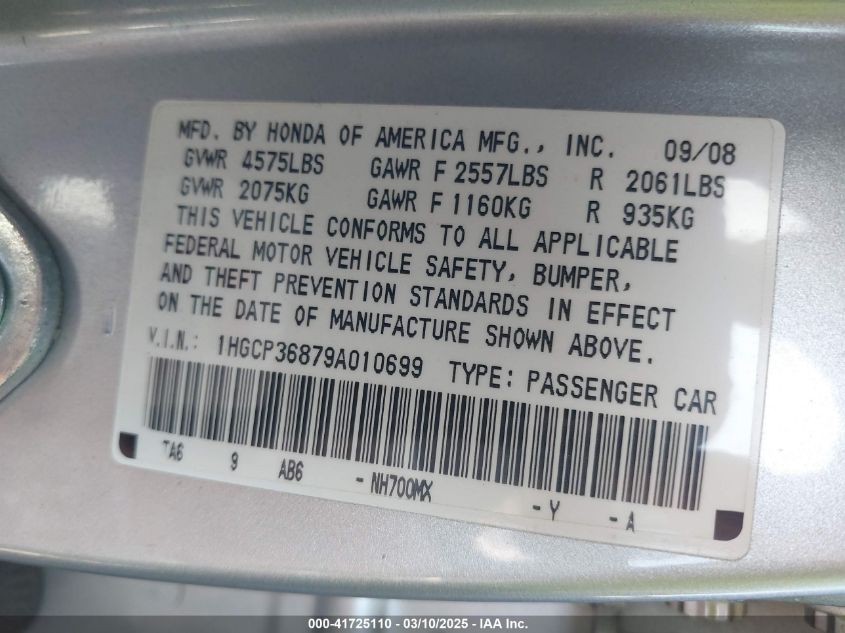 MFD. BY HONDA OF AMERICA MFG., INC. 09/08
GVWR 4575LBS GAWR F 2557LBS R 2061LBS
GVWR 2075KG GAWR F 1160KG R 935KG
THIS VEHICLE CONFORMS TO ALL APPLICABLE
FEDERAL MOTOR VEHICLE SAFETY, BUMPER,
AND THEFT PREVENTION STANDARDS IN EFFECT
ON THE DATE OF MANUFACTURE SHOWN ABOVE.
V.I.N.: 1HGCP36879A010699 TYPE: PASSENGER CAR
TA6 9 AB6 - NH700MX - Y - A
000-41725110 — 03/10/2025 — IAA Inc.